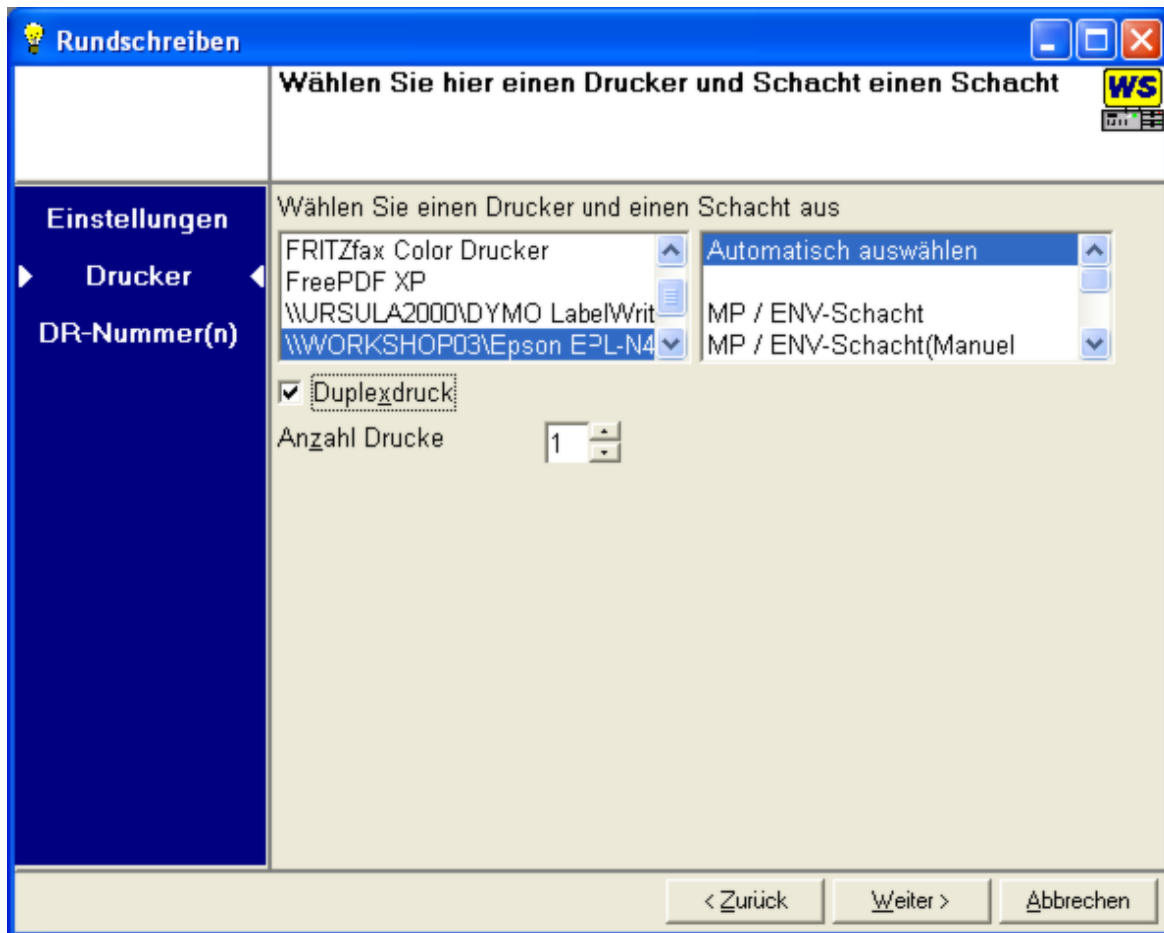 Rundschreiben
Wählen Sie hier einen Drucker und Schacht einen Schacht
WS
Einstellungen
Drucker
DR-Nummer(n)
Wählen Sie einen Drucker und einen Schacht aus
FRITZfax Color Drucker
FreePDF XP
\\URSULA2000\DYMO LabelWrit
\\WORKSHOP03\Epson EPL-N4
Automatisch auswählen
MP / ENV-Schacht
MP / ENV-Schacht(Manuel
Duplexdruck
Anzahl Drucke 1
< Zurück Weiter > Abbrechen